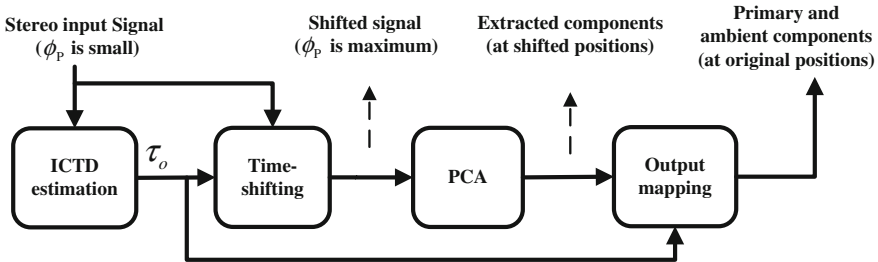 Stereo input Signal
(ϕP is small)
Shifted signal
(ϕP is maximum)
Extracted components
(at shifted positions)
Primary and
ambient components
(at original positions)
ICTD
estimation
τo
Time-
shifting
PCA
Output
mapping